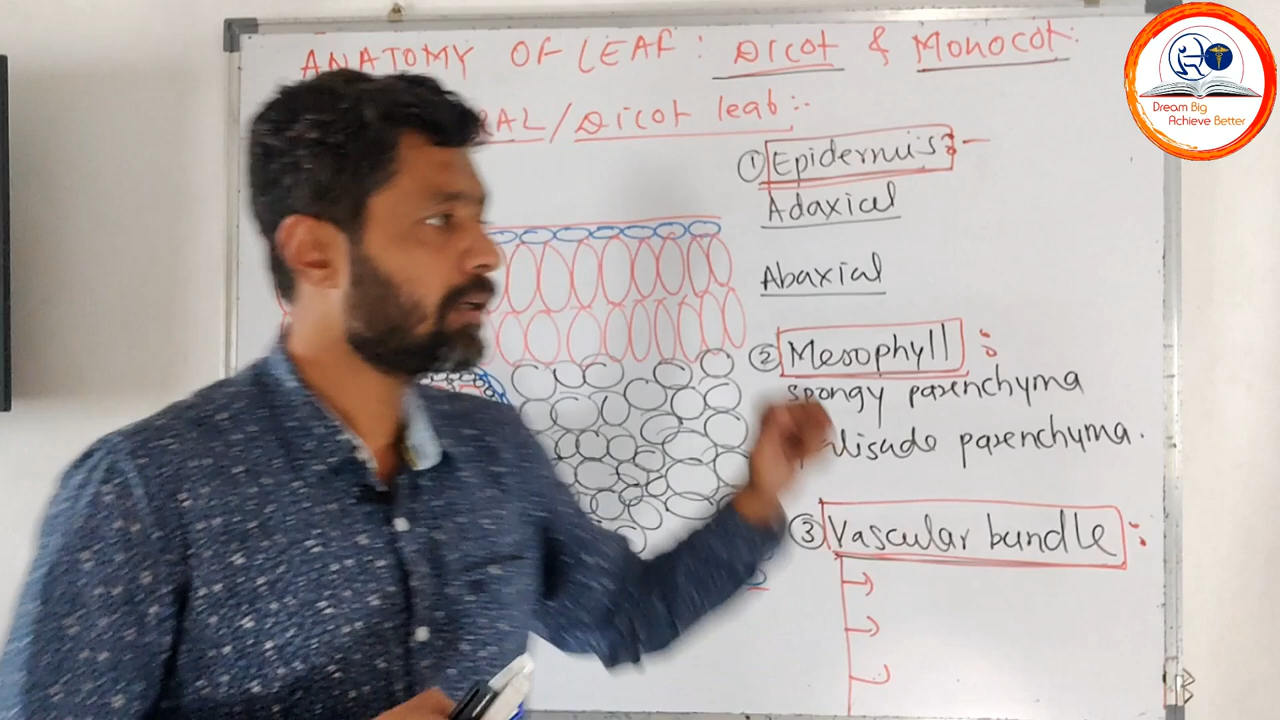 ANATOMY OF LEAF : Dicot & Monocot :
RAL / Dicot leaf :.
① Epidermis : -
Adaxial
Abaxial
② Mesophyll :
spongy parenchyma
palisade parenchyma.
③ Vascular bundle :
Dream Big
Achieve Better